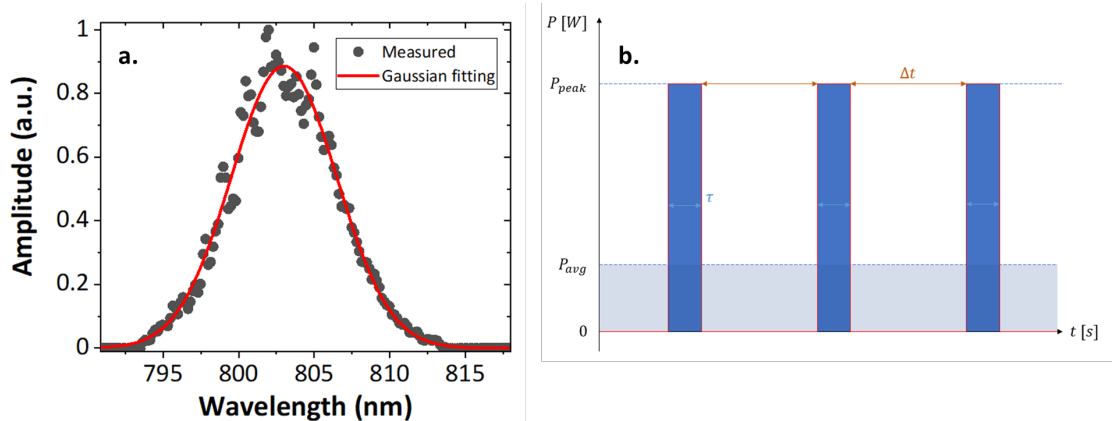 a.
Measured
Gaussian fitting
1
0.8
0.6
0.4
0.2
0
Amplitude (a.u.)
795 800 805 810 815
Wavelength (nm)
P [W]
b.
P_peak
Δt
τ
P_avg
0
t [s]